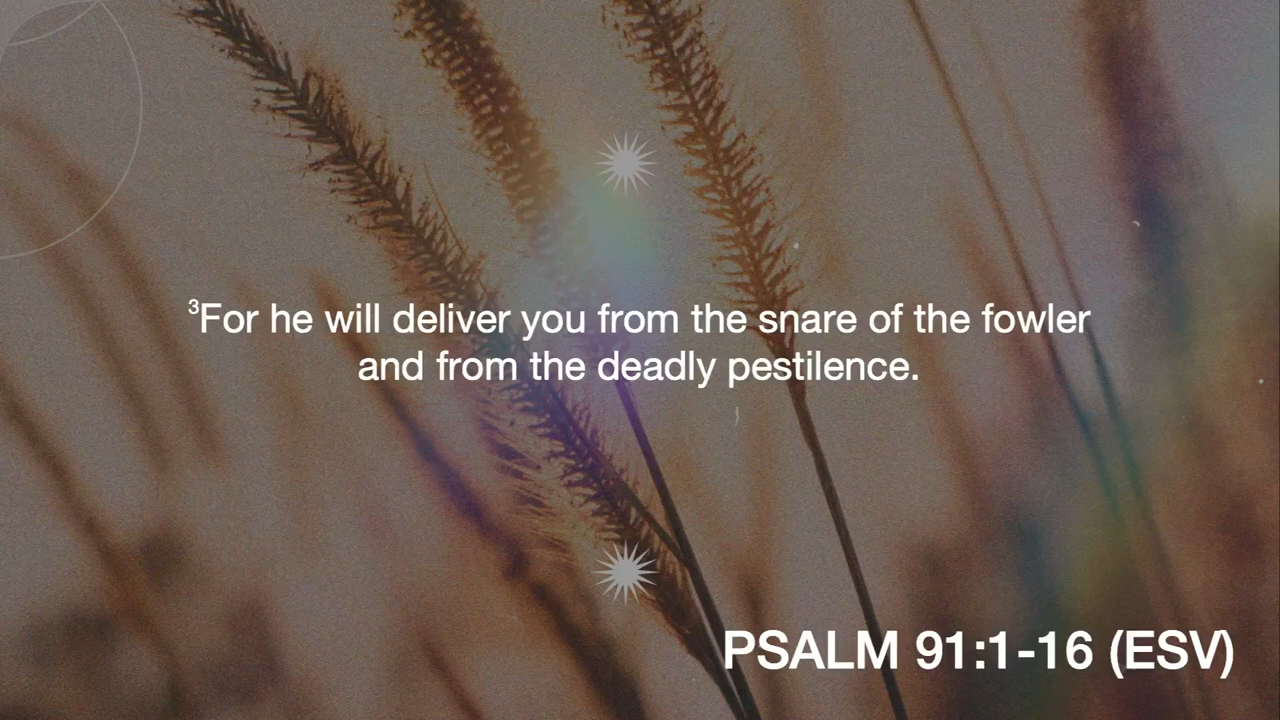 ³For he will deliver you from the snare of the fowler
and from the deadly pestilence.
PSALM 91:1-16 (ESV)